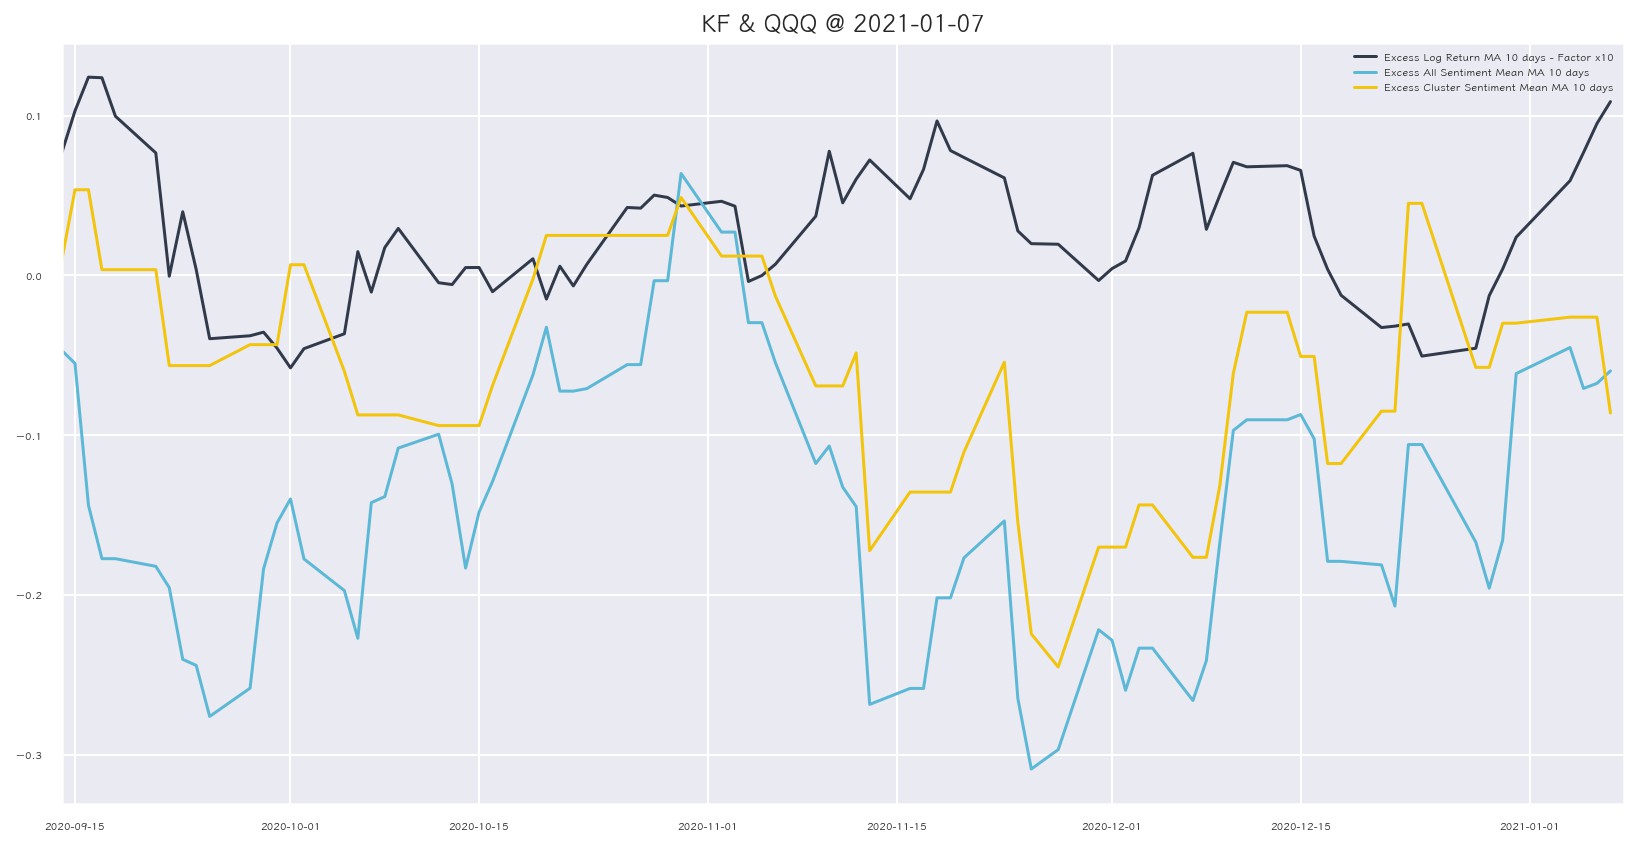 KF & QQQ @ 2021-01-07
Excess Log Return MA 10 days - Factor x10
Excess All Sentiment Mean MA 10 days
Excess Cluster Sentiment Mean MA 10 days
0.1
0.0
−0.1
−0.2
−0.3
2020-09-15 2020-10-01 2020-10-15 2020-11-01 2020-11-15 2020-12-01 2020-12-15 2021-01-01